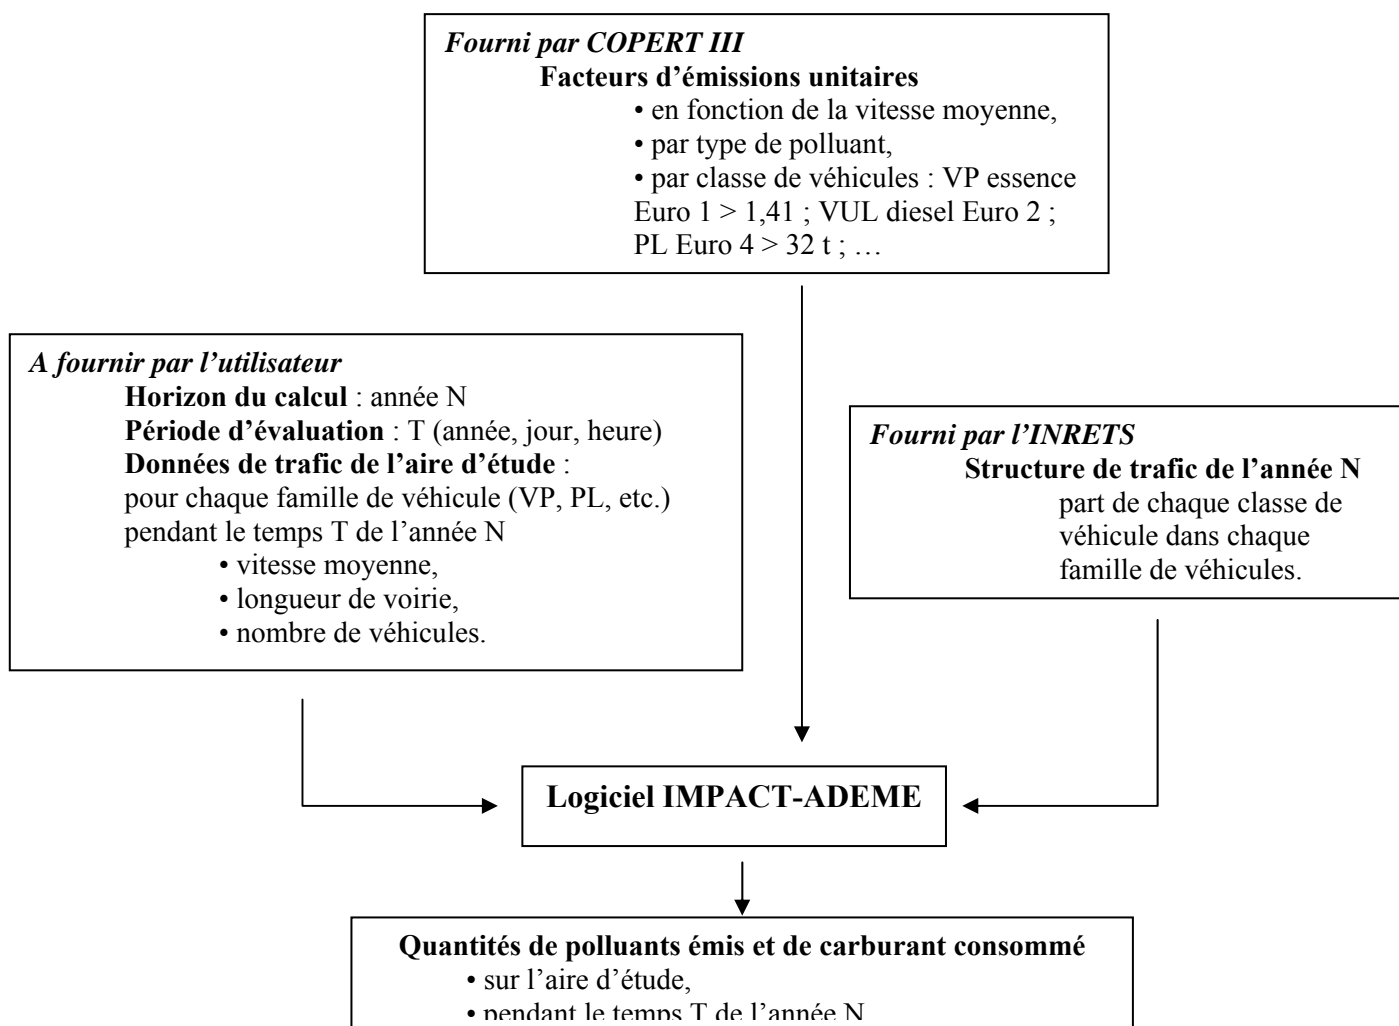 Fourni par COPERT III
Facteurs d’émissions unitaires
• en fonction de la vitesse moyenne,
• par type de polluant,
• par classe de véhicules : VP essence
Euro 1 > 1,41 ; VUL diesel Euro 2 ;
PL Euro 4 > 32 t ; …
A fournir par l’utilisateur
Horizon du calcul : année N
Période d’évaluation : T (année, jour, heure)
Données de trafic de l’aire d’étude :
pour chaque famille de véhicule (VP, PL, etc.)
pendant le temps T de l’année N
• vitesse moyenne,
• longueur de voirie,
• nombre de véhicules.
Fourni par l’INRETS
Structure de trafic de l’année N
part de chaque classe de
véhicule dans chaque
famille de véhicules.
Logiciel IMPACT-ADEME
Quantités de polluants émis et de carburant consommé
• sur l’aire d’étude,
• pendant le temps T de l’année N